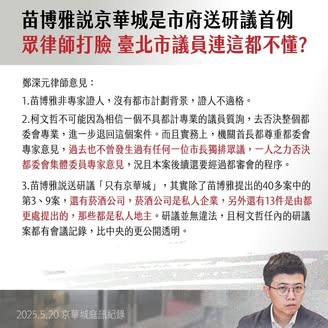 苗博雅説京華城是市府送研議首例
眾律師打臉 臺北市議員連這都不懂?
鄭深元律師意見：
1.苗博雅非專家證人，沒有都市計劃背景，證人不適格。
2.柯文哲不可能因為相信一個不具都計專業的議員質詢，去否決整個都
委會專業，進一步退回這個案件。而且實務上，機關首長都尊重都委會
專家意見，過去也不曾發生過有任何一位市長獨排眾議，一人之力否決
都委會集體委員專家意見，況且本案後續還要經過都審會的程序。
3.苗博雅説送研議「只有京華城」，其實除了苗博雅提出的40多案中的
第3、9案，還有菸酒公司，菸酒公司是私人企業，另外還有13件是由都
更處提出的，那些都是私人地主。研議並無違法，且柯文哲任內的研議
案都有會議記錄，比中央的更公開透明。
2025.5.20 京華城庭訊紀錄